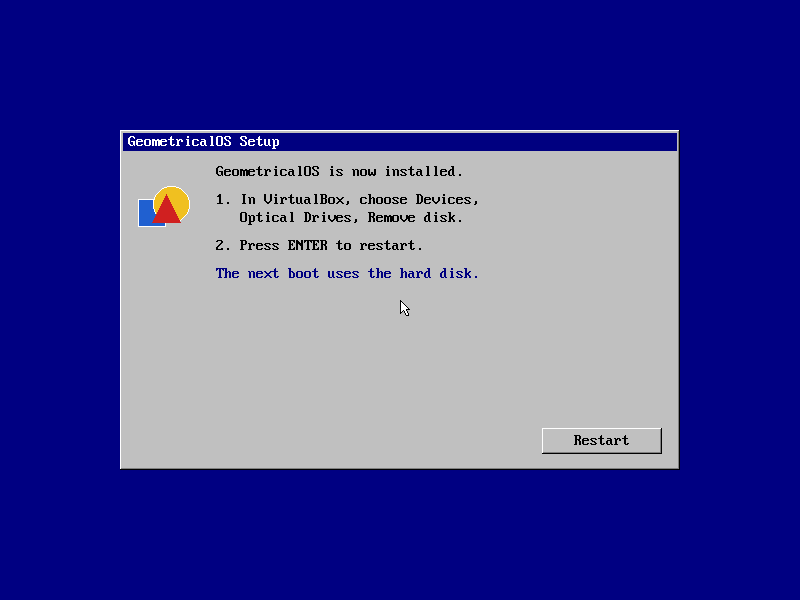 GeometricalOS Setup
GeometricalOS is now installed.
1. In VirtualBox, choose Devices,
Optical Drives, Remove disk.
2. Press ENTER to restart.
The next boot uses the hard disk.
Restart